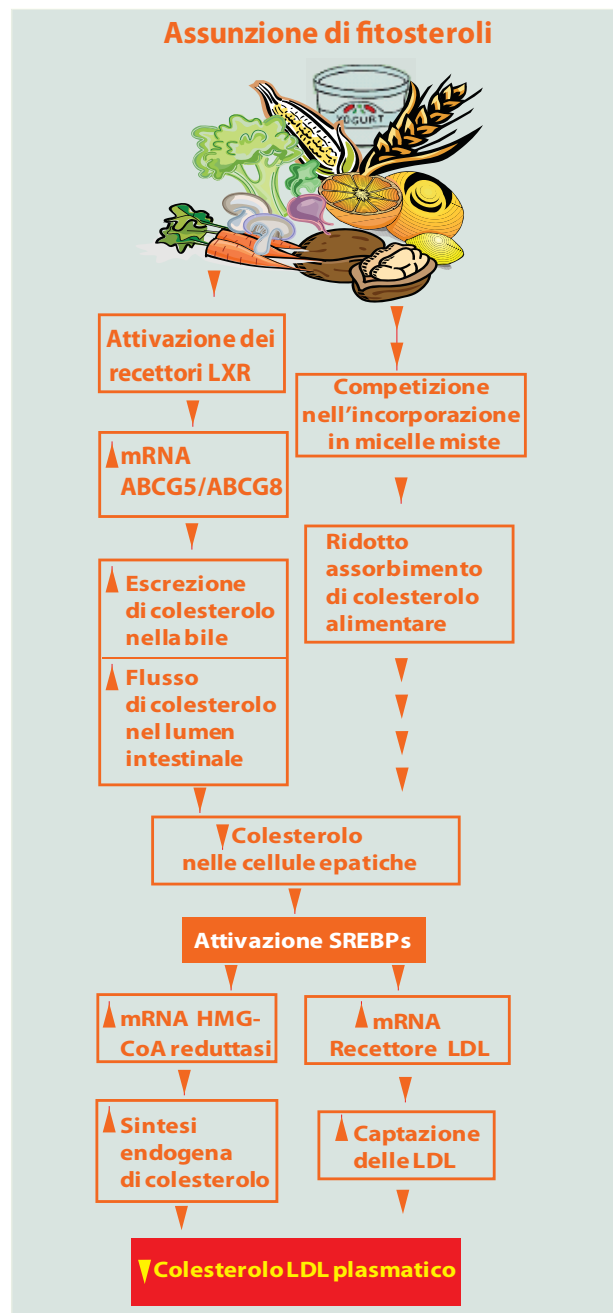 Assunzione di fitosteroli
YOGURT
Attivazione dei
recettori LXR
mRNA
ABCG5/ABCG8
Escrezione
di colesterolo
nella bile
Flusso
di colesterolo
nel lumen
intestinale
Competizione
nell'incorporazione
in micelle miste
Ridotto
assorbimento
di colesterolo
alimentare
Colesterolo
nelle cellule epatiche
Attivazione SREBPs
mRNA HMG-
CoA reduttasi
Sintesi
endogena
di colesterolo
mRNA
Recettore LDL
Captazione
delle LDL
Colesterolo LDL plasmatico